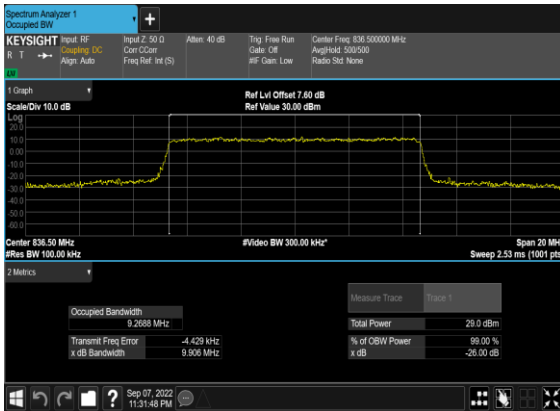 Spectrum Analyzer 1
Occupied BW
+
KEYSIGHT
R T
LXI
Input: RF
Coupling: DC
Align: Auto
Input Z: 50 Ω
Corr CCorr
Freq Ref: Int (S)
Atten: 40 dB
Trig: Free Run
Gate: Off
#IF Gain: Low
Center Freq: 836.500000 MHz
Avg|Hold: 500/500
Radio Std: None
1 Graph
Scale/Div 10.0 dB
Ref Lvl Offset 7.60 dB
Ref Value 30.00 dBm
Log
20.0
10.0
0.00
-10.0
-20.0
-30.0
-40.0
-50.0
-60.0
Center 836.50 MHz
#Res BW 100.00 kHz
#Video BW 300.00 kHz*
Span 20 MH
Sweep 2.53 ms (1001 pts
2 Metrics
Measure Trace Trace 1
Occupied Bandwidth
9.2688 MHz
Total Power 29.0 dBm
Transmit Freq Error -4.429 kHz
% of OBW Power 99.00 %
x dB Bandwidth 9.906 MHz
x dB -26.00 dB
?
Sep 07, 2022
11:31:48 PM